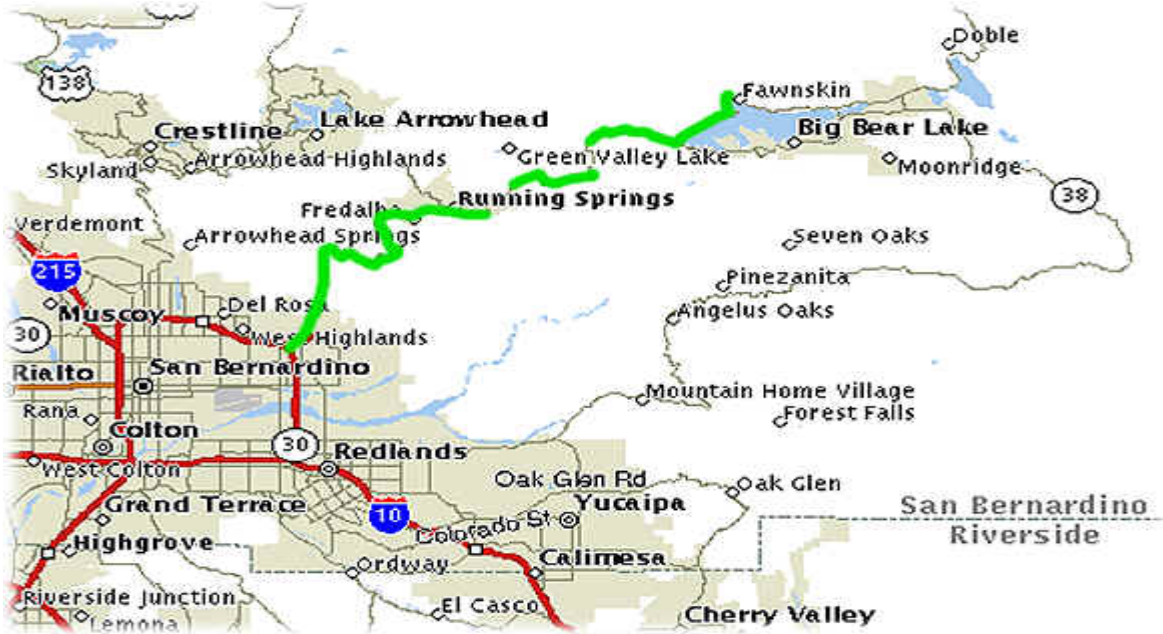 Doble
138
Fawnskin
Lake Arrowhead
Crestline
Big Bear Lake
Green Valley Lake
Arrowhead Highlands
Skyland
Moonridge
38
Running Springs
Fredalba
Verdemont
Arrowhead Springs
Seven Oaks
215
Pinezanita
Del Rosa
Muscoy
Angelus Oaks
30
West Highlands
San Bernardino
Rialto
Mountain Home Village
Rana
Forest Falls
Colton
30
Redlands
West Colton
Oak Glen Rd
Oak Glen
Grand Terrace
Yucaipa
San Bernardino
10
Colorado St
Riverside
Highgrove
Calimesa
Ordway
Riverside Junction
El Casco
Cherry Valley
Lemona